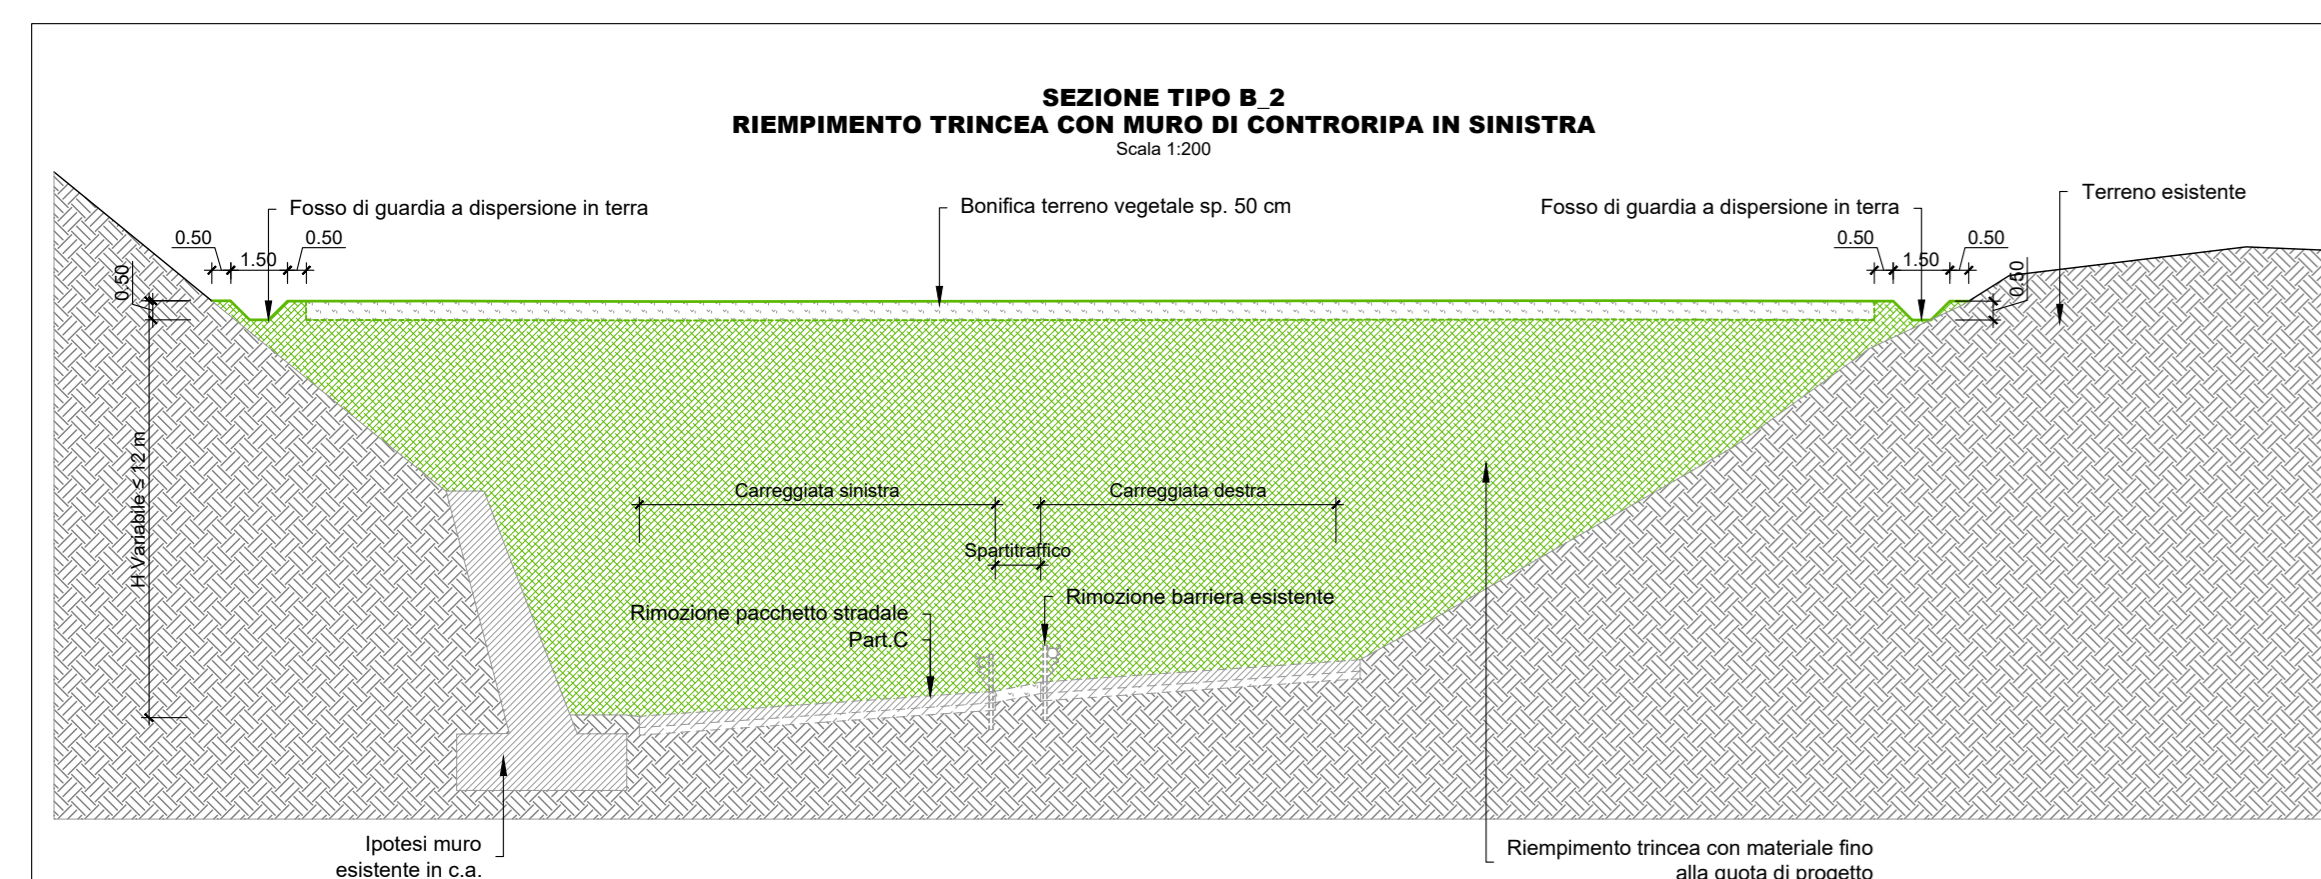 SEZIONE TIPO B_2
RIEMPIMENTO TRINCEA CON MURO DI CONTRORIPA IN SINISTRA
Scala 1:200
Fosso di guardia a dispersione in terra
Bonifica terreno vegetale sp. 50 cm
Fosso di guardia a dispersione in terra
Terreno esistente
0.50
1.50
0.50
0.50
0.50
1.50
0.50
0.50
H Variabile ≤ 12 m
Carreggiata sinistra
Carreggiata destra
Spartitraffico
Rimozione pacchetto stradale
Part.C
Rimozione barriera esistente
Ipotesi muro
esistente in c.a.
Riempimento trincea con materiale fino
alla quota di progetto